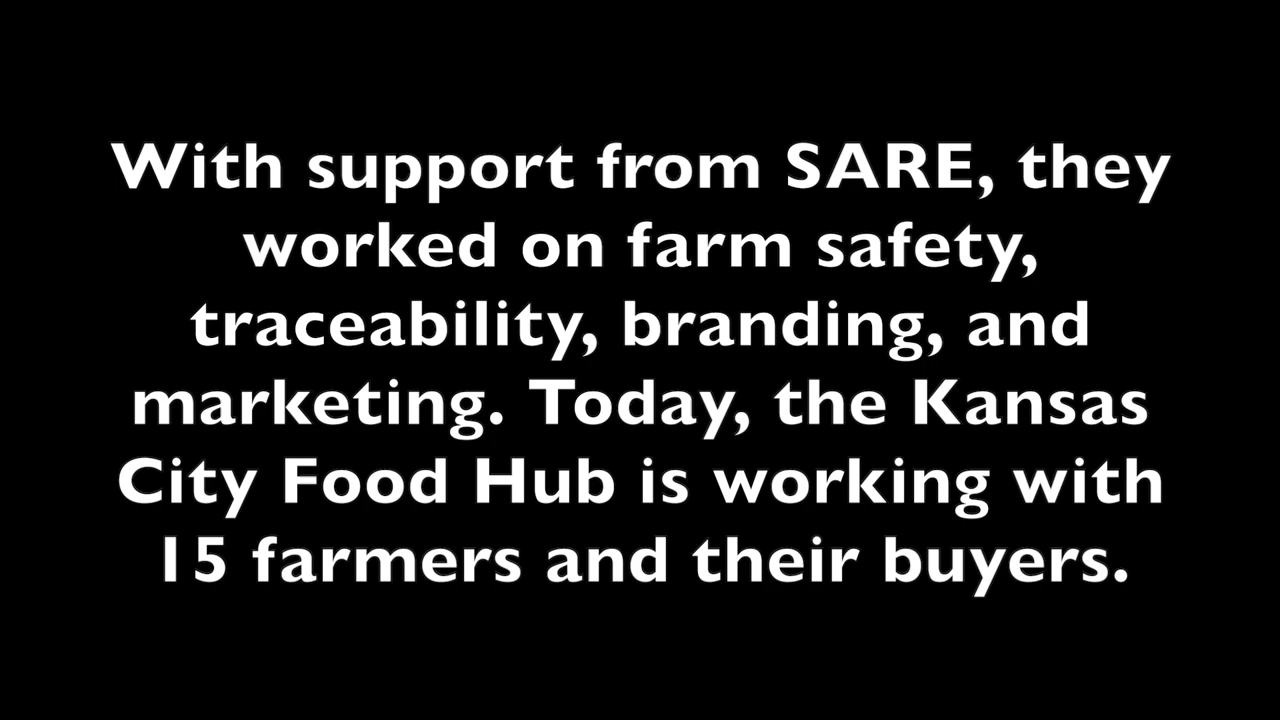 With support from SARE, they
worked on farm safety,
traceability, branding, and
marketing. Today, the Kansas
City Food Hub is working with
15 farmers and their buyers.